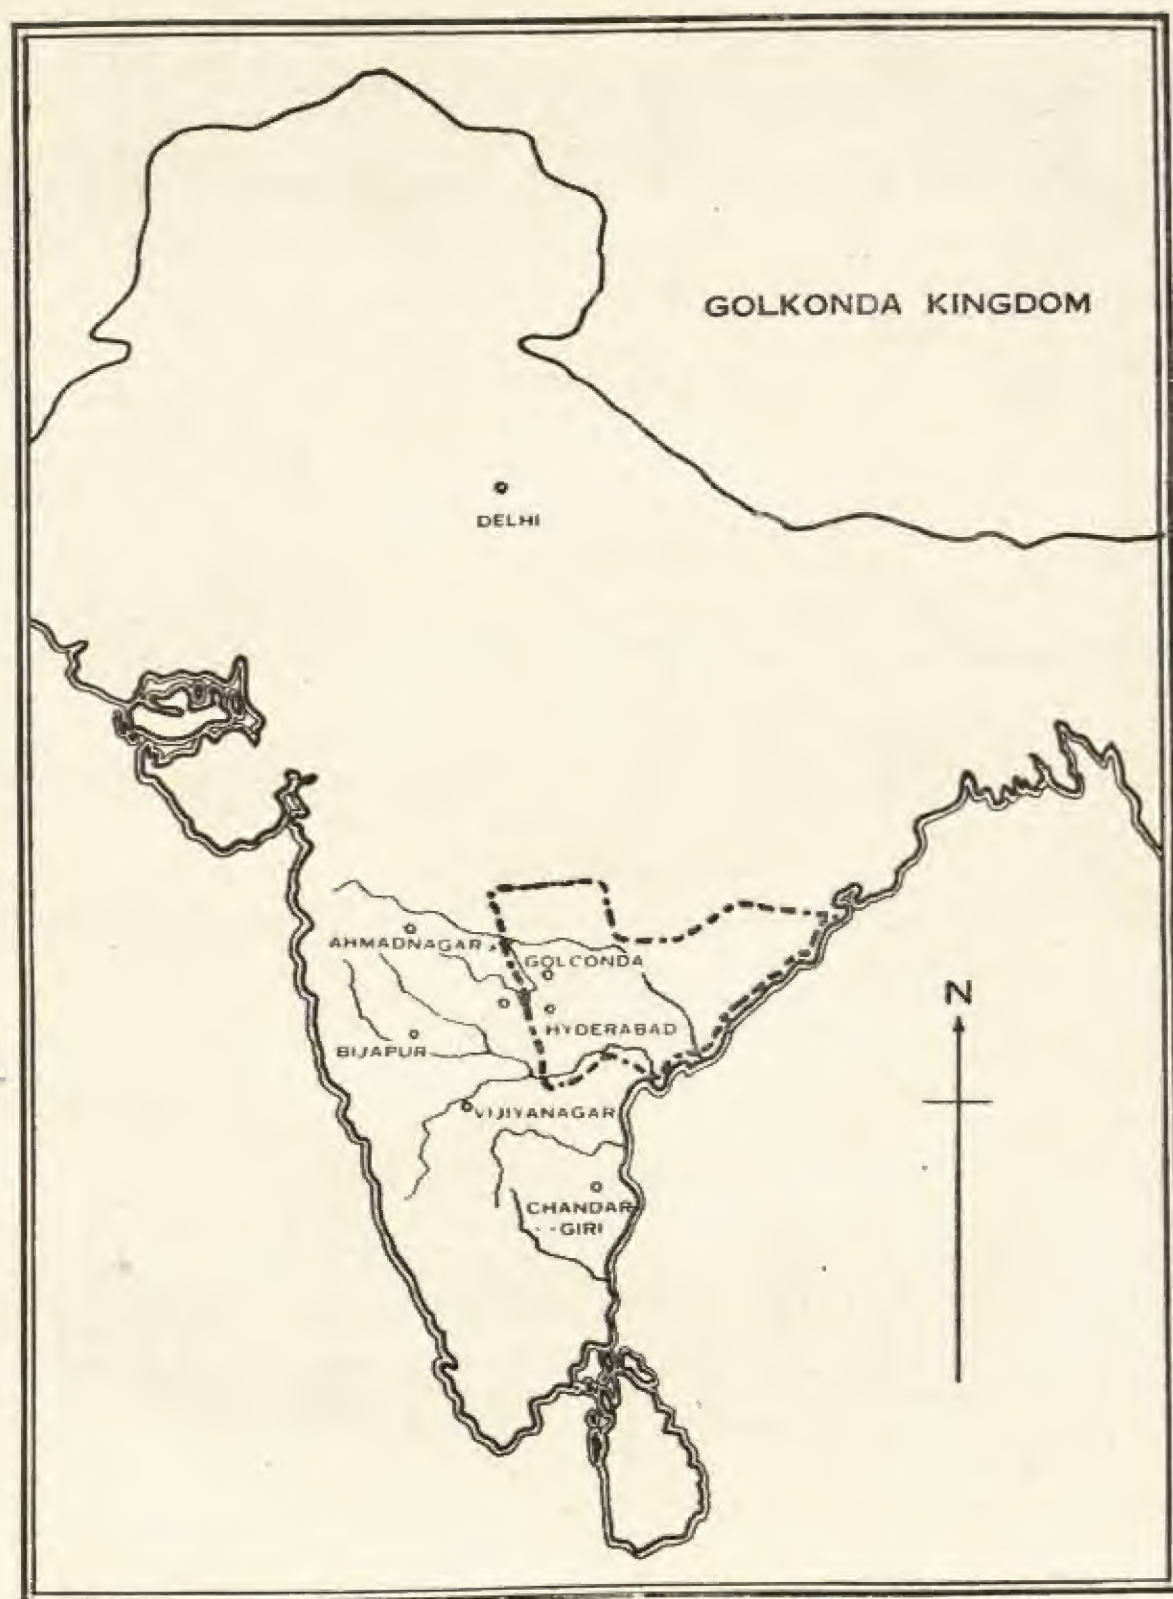 GOLKONDA KINGDOM
DELHI
AHMADNAGAR
GOLCONDA
N
HYDERABAD
BIJAPUR
VIJIYANAGAR
CHANDAR
GIRI